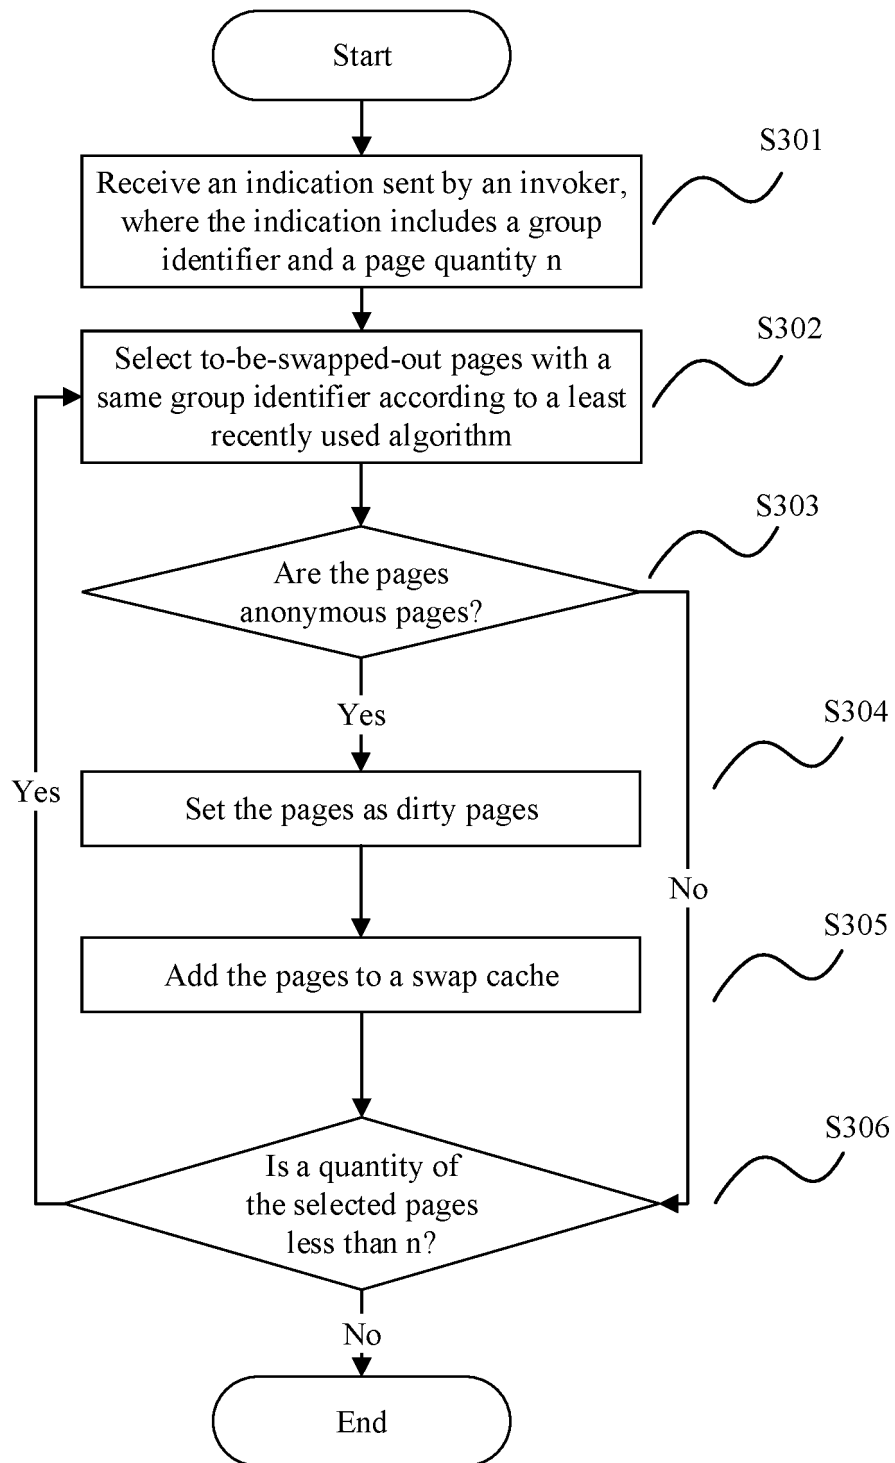 Start
S301
Receive an indication sent by an invoker,
where the indication includes a group
identifier and a page quantity n
S302
Select to-be-swapped-out pages with a
same group identifier according to a least
recently used algorithm
S303
Are the pages
anonymous pages?
Yes
S304
Yes
Set the pages as dirty pages
No
S305
Add the pages to a swap cache
S306
Is a quantity of
the selected pages
less than n?
No
End